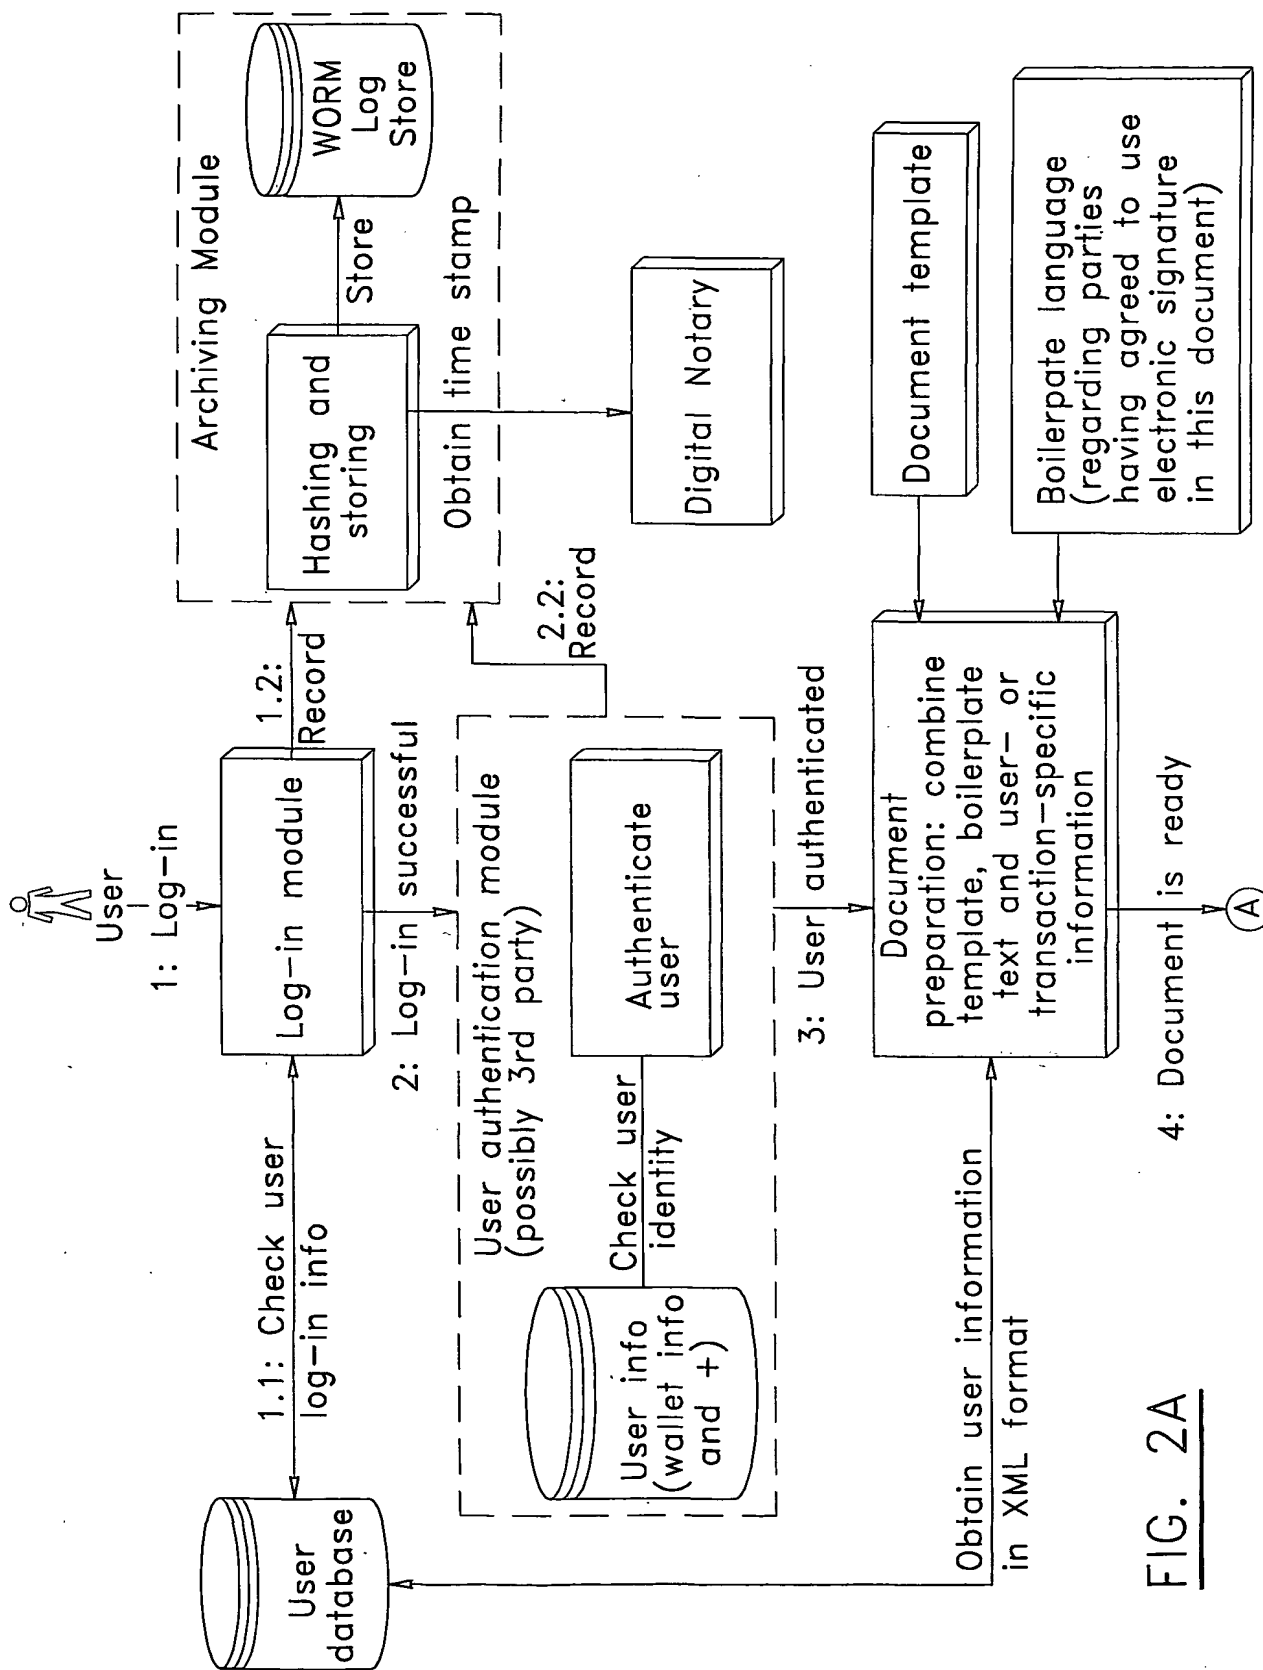 User
1: Log-in
Log-in module
1.1: Check user
log-in info
User
database
1.2:
Record
Archiving Module
Hashing and
storing
Store
WORM
Log
Store
Obtain time stamp
Digital Notary
2: Log-in successful
User authentication module
(possibly 3rd party)
Authenticate
user
Check user
identity
User info
(wallet info
and +)
2.2:
Record
3: User authenticated
Document
preparation: combine
template, boilerplate
text and user- or
transaction-specific
information
Document template
Boilerpate language
(regarding parties
having agreed to use
electronic signature
in this document)
Obtain user information
in XML format
4: Document is ready
A
FIG. 2A